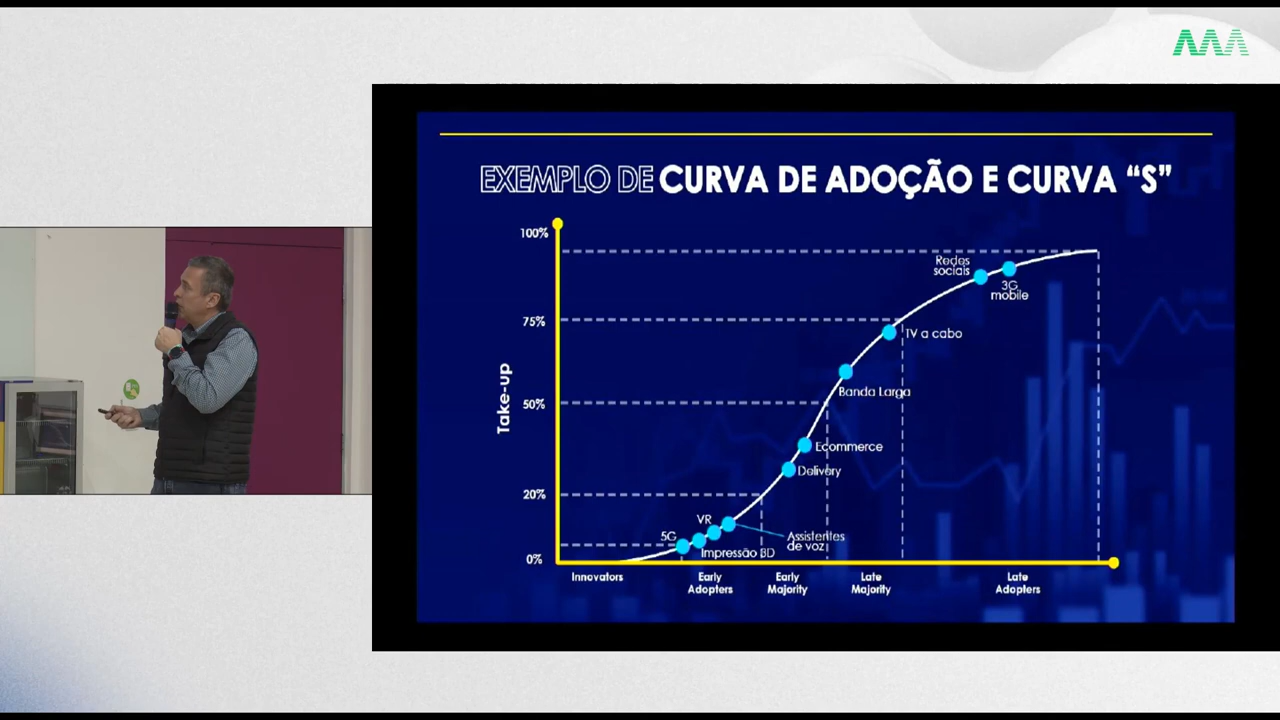 EXEMPLO DE CURVA DE ADOÇÃO E CURVA “S”
100%
Redes
sociais
3G
mobile
75%
TV a cabo
Take-up
Banda Larga
50%
Ecommerce
Delivery
20%
VR
5G
Assistentes
de voz
Impressão 3D
0%
Innovators
Early
Adopters
Early
Majority
Late
Majority
Late
Adopters